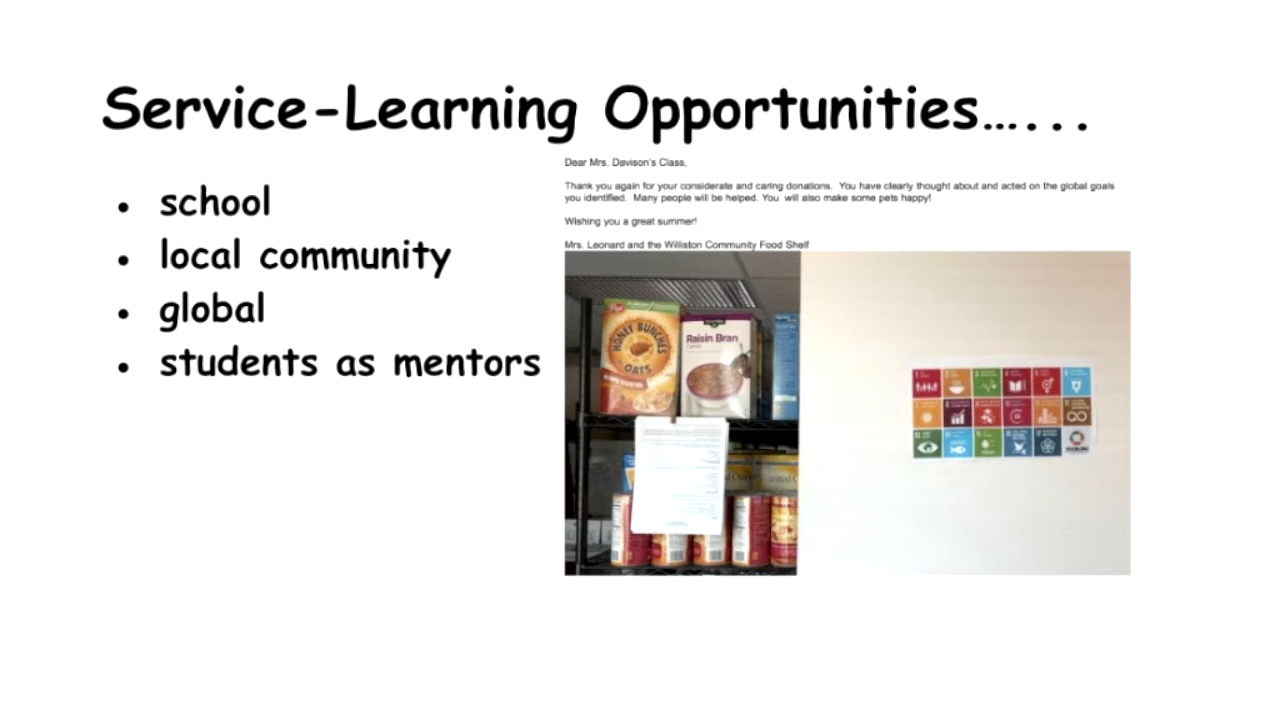 Service-Learning Opportunities…...
● school
● local community
● global
● students as mentors
Dear Mrs. Davison's Class,
Thank you again for your considerate and caring donations.  You have clearly thought about and acted on the global goals
you identified.  Many people will be helped. You  will also make some pets happy!
Wishing you a great summer!
Mrs. Leonard and the Williston Community Food Shelf
Post
HONEY BUNCHES
OATS
Raisin Bran
Cereal